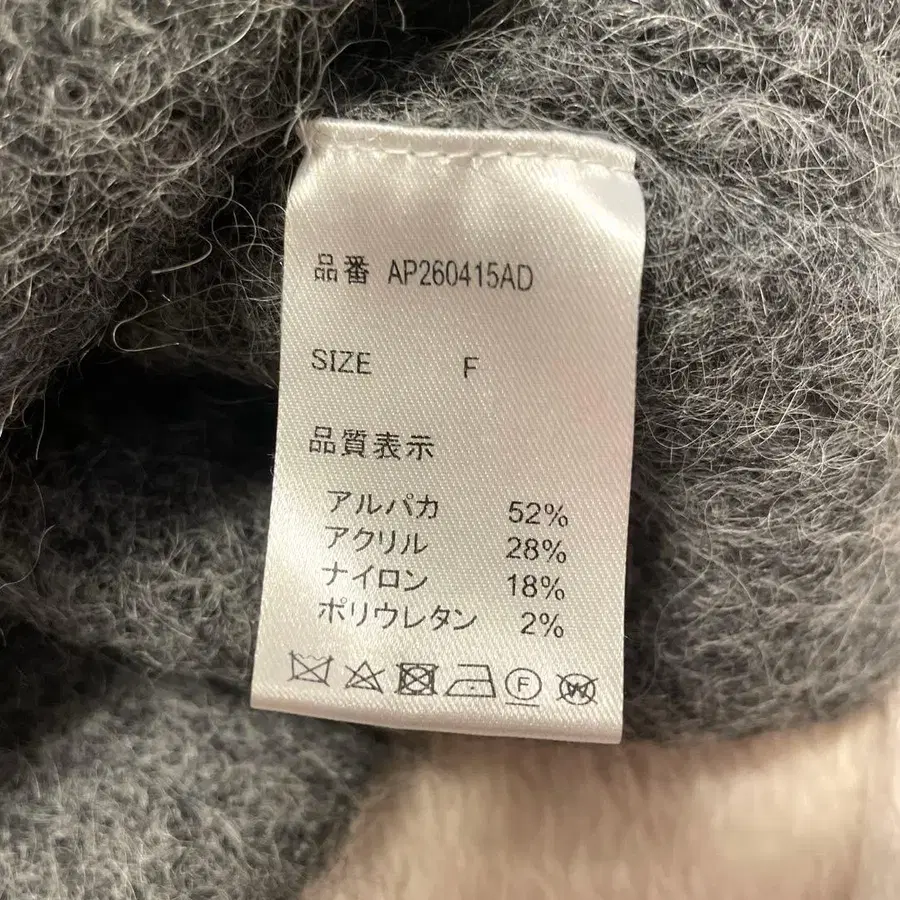 品番 AP260415AD
SIZE F
品質表示
アルパカ 52%
アクリル 28%
ナイロン 18%
ポリウレタン 2%
F W